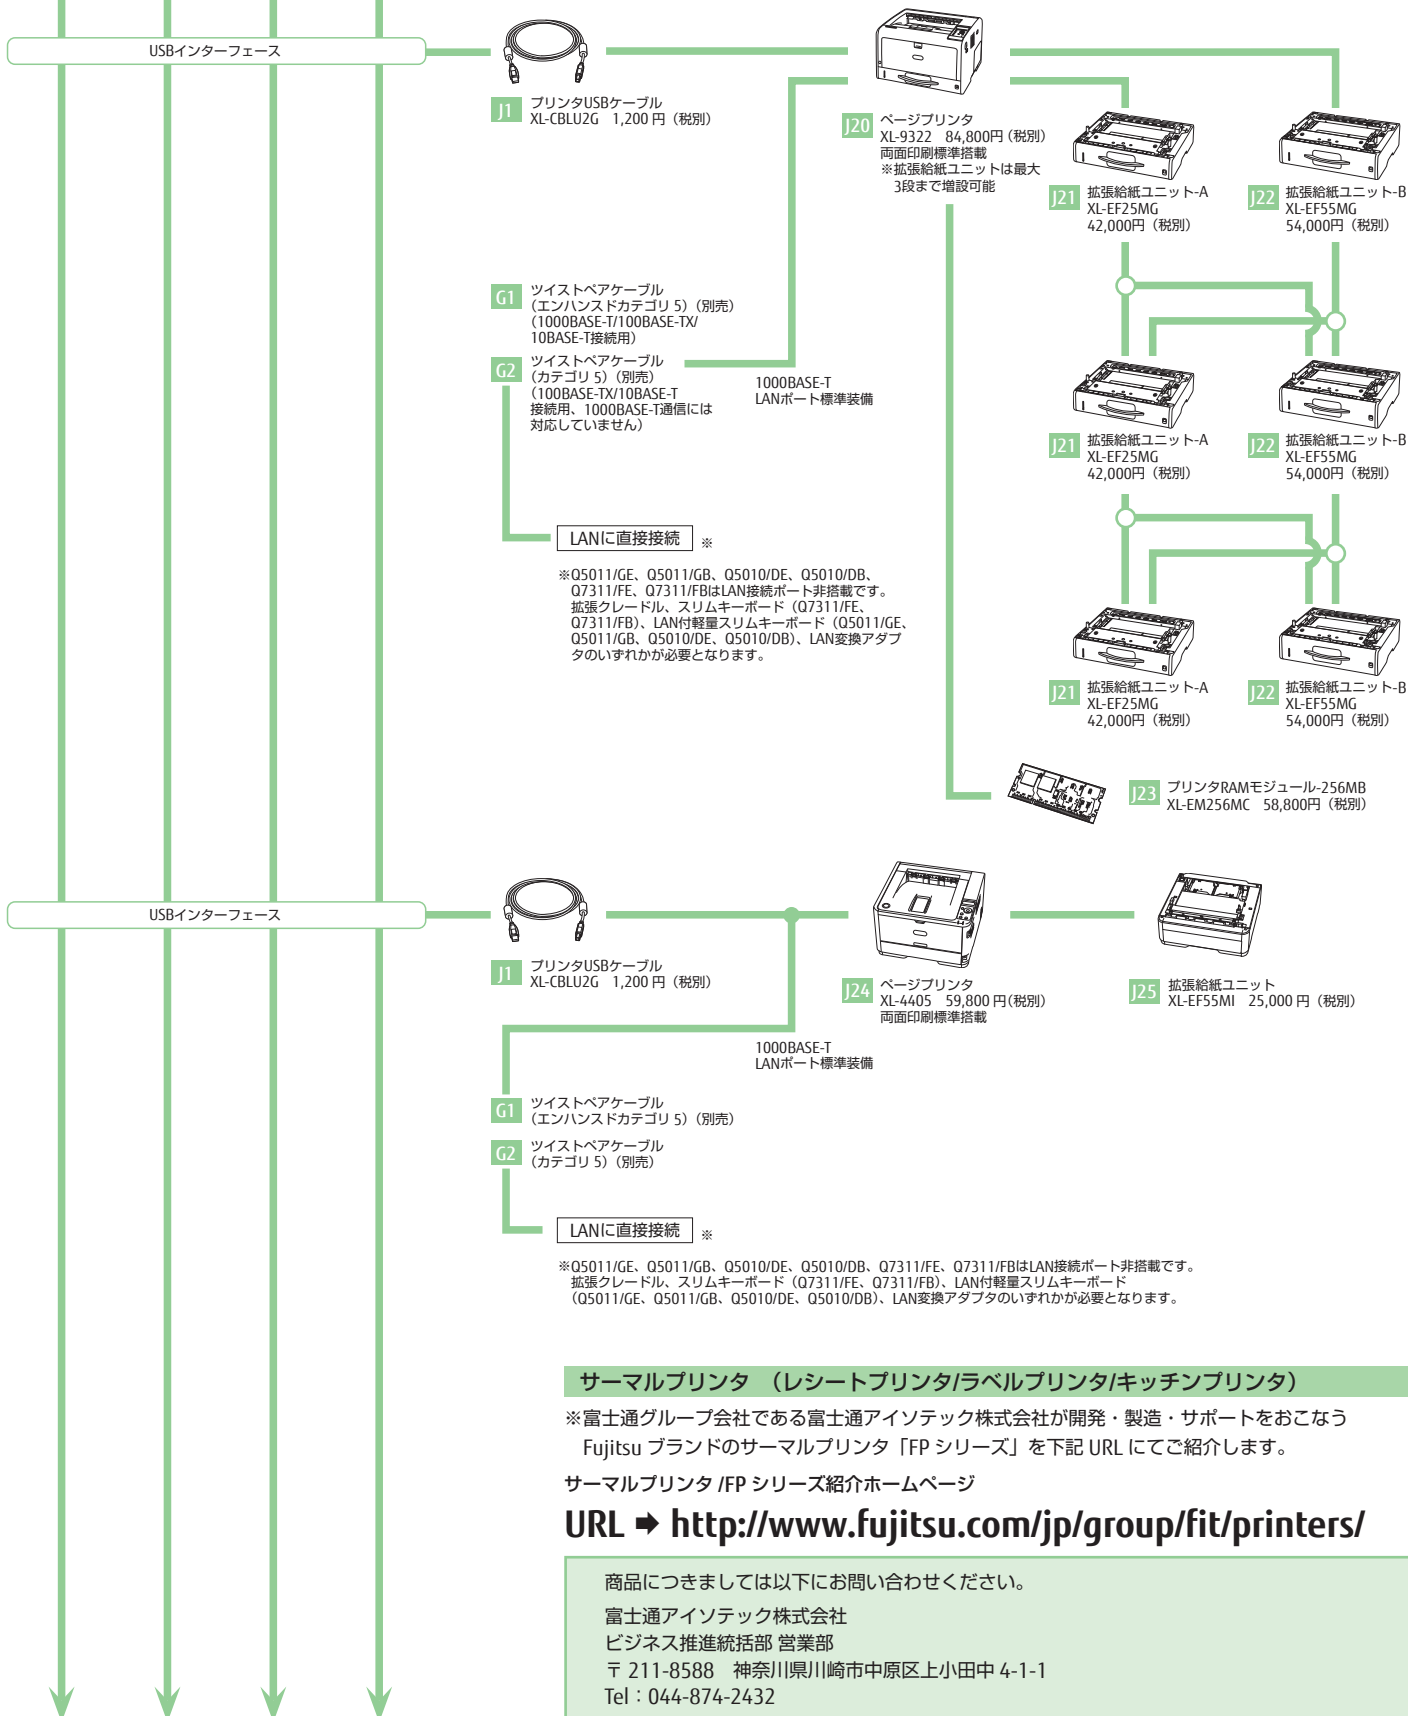 USBインターフェース
J1
プリンタUSBケーブル
XL-CBLU2G 1,200 円（税別）
J20
ページプリンタ
XL-9322 84,800円（税別）
両面印刷標準搭載
※拡張給紙ユニットは最大
3段まで増設可能
J21
拡張給紙ユニット-A
XL-EF25MG
42,000円（税別）
J22
拡張給紙ユニット-B
XL-EF55MG
54,000円（税別）
G1
ツイストペアケーブル
（エンハンスドカテゴリ 5）（別売）
（1000BASE-T/100BASE-TX/
10BASE-T接続用）
G2
ツイストペアケーブル
（カテゴリ 5）（別売）
（100BASE-TX/10BASE-T
接続用、1000BASE-T通信には
対応していません）
1000BASE-T
LANポート標準装備
J21
拡張給紙ユニット-A
XL-EF25MG
42,000円（税別）
J22
拡張給紙ユニット-B
XL-EF55MG
54,000円（税別）
LANに直接接続 ※
※Q5011/GE、Q5011/GB、Q5010/DE、Q5010/DB、
Q7311/FE、Q7311/FBはLAN接続ポート非搭載です。
拡張クレードル、スリムキーボード（Q7311/FE、
Q7311/FB）、LAN付軽量スリムキーボード（Q5011/GE、
Q5011/GB、Q5010/DE、Q5010/DB）、LAN変換アダプ
タのいずれかが必要となります。
J21
拡張給紙ユニット-A
XL-EF25MG
42,000円（税別）
J22
拡張給紙ユニット-B
XL-EF55MG
54,000円（税別）
J23
プリンタRAMモジュール-256MB
XL-EM256MC 58,800円（税別）
USBインターフェース
J1
プリンタUSBケーブル
XL-CBLU2G 1,200 円（税別）
J24
ページプリンタ
XL-4405 59,800 円（税別）
両面印刷標準搭載
J25
拡張給紙ユニット
XL-EF55MI 25,000 円（税別）
1000BASE-T
LANポート標準装備
G1
ツイストペアケーブル
（エンハンスドカテゴリ 5）（別売）
G2
ツイストペアケーブル
（カテゴリ 5）（別売）
LANに直接接続 ※
※Q5011/GE、Q5011/GB、Q5010/DE、Q5010/DB、Q7311/FE、Q7311/FBはLAN接続ポート非搭載です。
拡張クレードル、スリムキーボード（Q7311/FE、Q7311/FB）、LAN付軽量スリムキーボード
（Q5011/GE、Q5011/GB、Q5010/DE、Q5010/DB）、LAN変換アダプタのいずれかが必要となります。
サーマルプリンタ （レシートプリンタ/ラベルプリンタ/キッチンプリンタ）
※富士通グループ会社である富士通アイソテック株式会社が開発・製造・サポートをおこなう
Fujitsu ブランドのサーマルプリンタ「FP シリーズ」を下記 URL にてご紹介します。
サーマルプリンタ /FP シリーズ紹介ホームページ
URL ➡ http://www.fujitsu.com/jp/group/fit/printers/
商品につきましては以下にお問い合わせください。
富士通アイソテック株式会社
ビジネス推進統括部 営業部
〒 211-8588 神奈川県川崎市中原区上小田中 4-1-1
Tel：044-874-2432